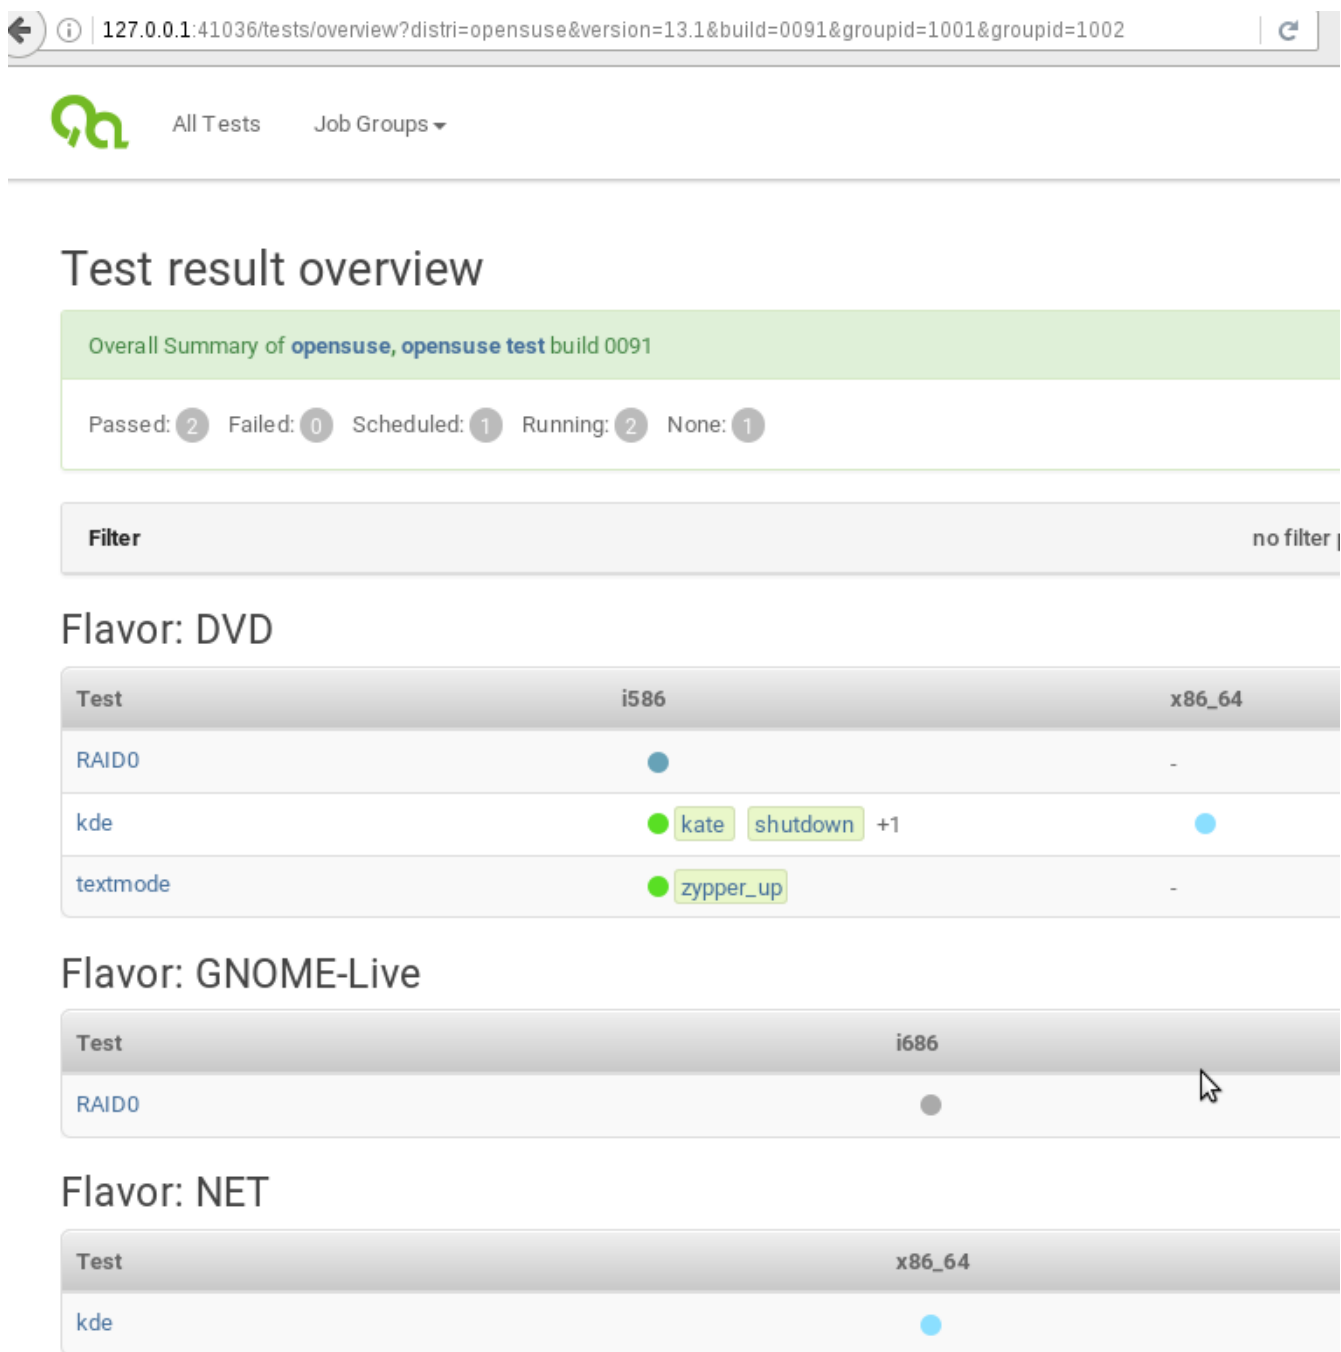 127.0.0.1:41036/tests/overview?distri=opensuse&version=13.1&build=0091&groupid=1001&groupid=1002
All Tests Job Groups
Test result overview
Overall Summary of opensuse, opensuse test build 0091
Passed: 2 Failed: 0 Scheduled: 1 Running: 2 None: 1
Filter no filter
Flavor: DVD
Test i586 x86_64
RAID0 -
kde kate shutdown +1
textmode zypper_up -
Flavor: GNOME-Live
Test i686
RAID0
Flavor: NET
Test x86_64
kde